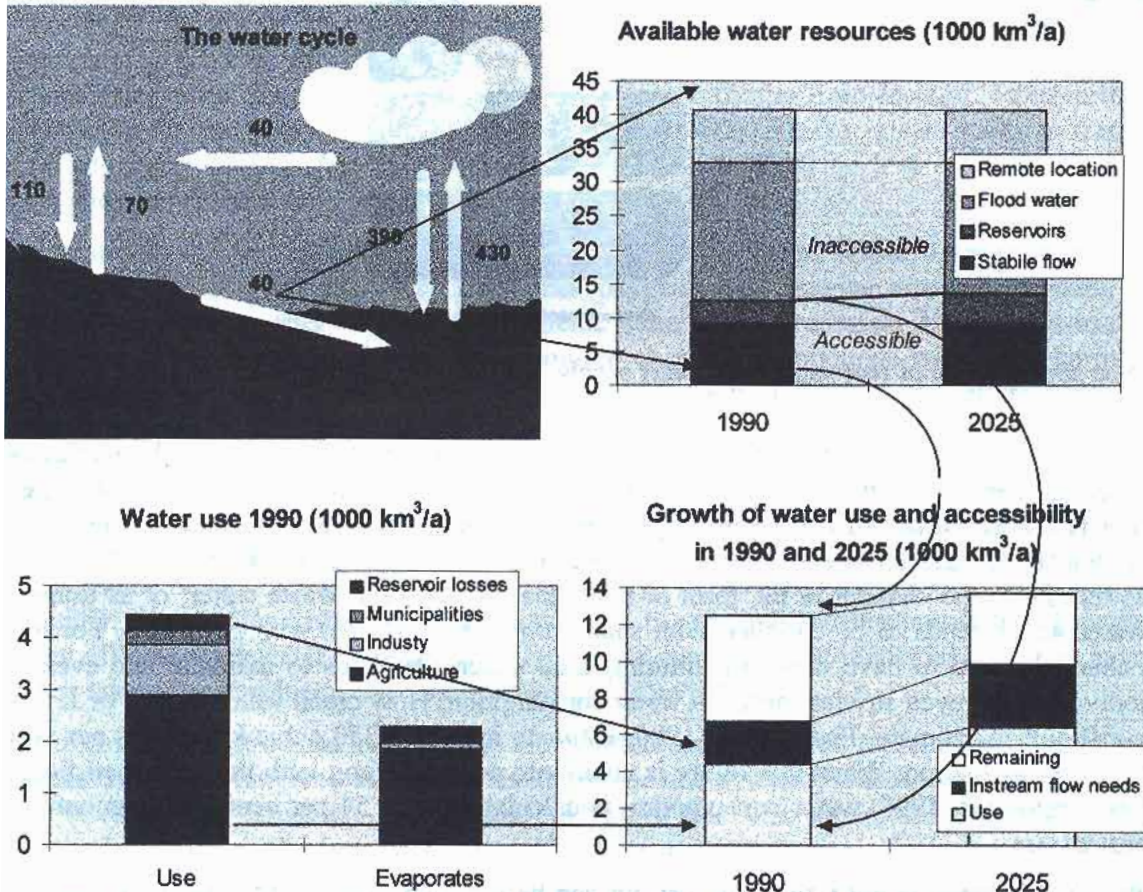 The water cycle
40
110
70
390
430
40
Available water resources (1000 km³/a)
45
40
35
30
25
20
15
10
5
0
Inaccessible
Accessible
Remote location
Flood water
Reservoirs
Stabile flow
1990
2025
Water use 1990 (1000 km³/a)
5
4
3
2
1
0
Reservoir losses
Municipalities
Industy
Agriculture
Use
Evaporates
Growth of water use and accessibility
in 1990 and 2025 (1000 km³/a)
14
12
10
8
6
4
2
0
Remaining
Instream flow needs
Use
1990
2025